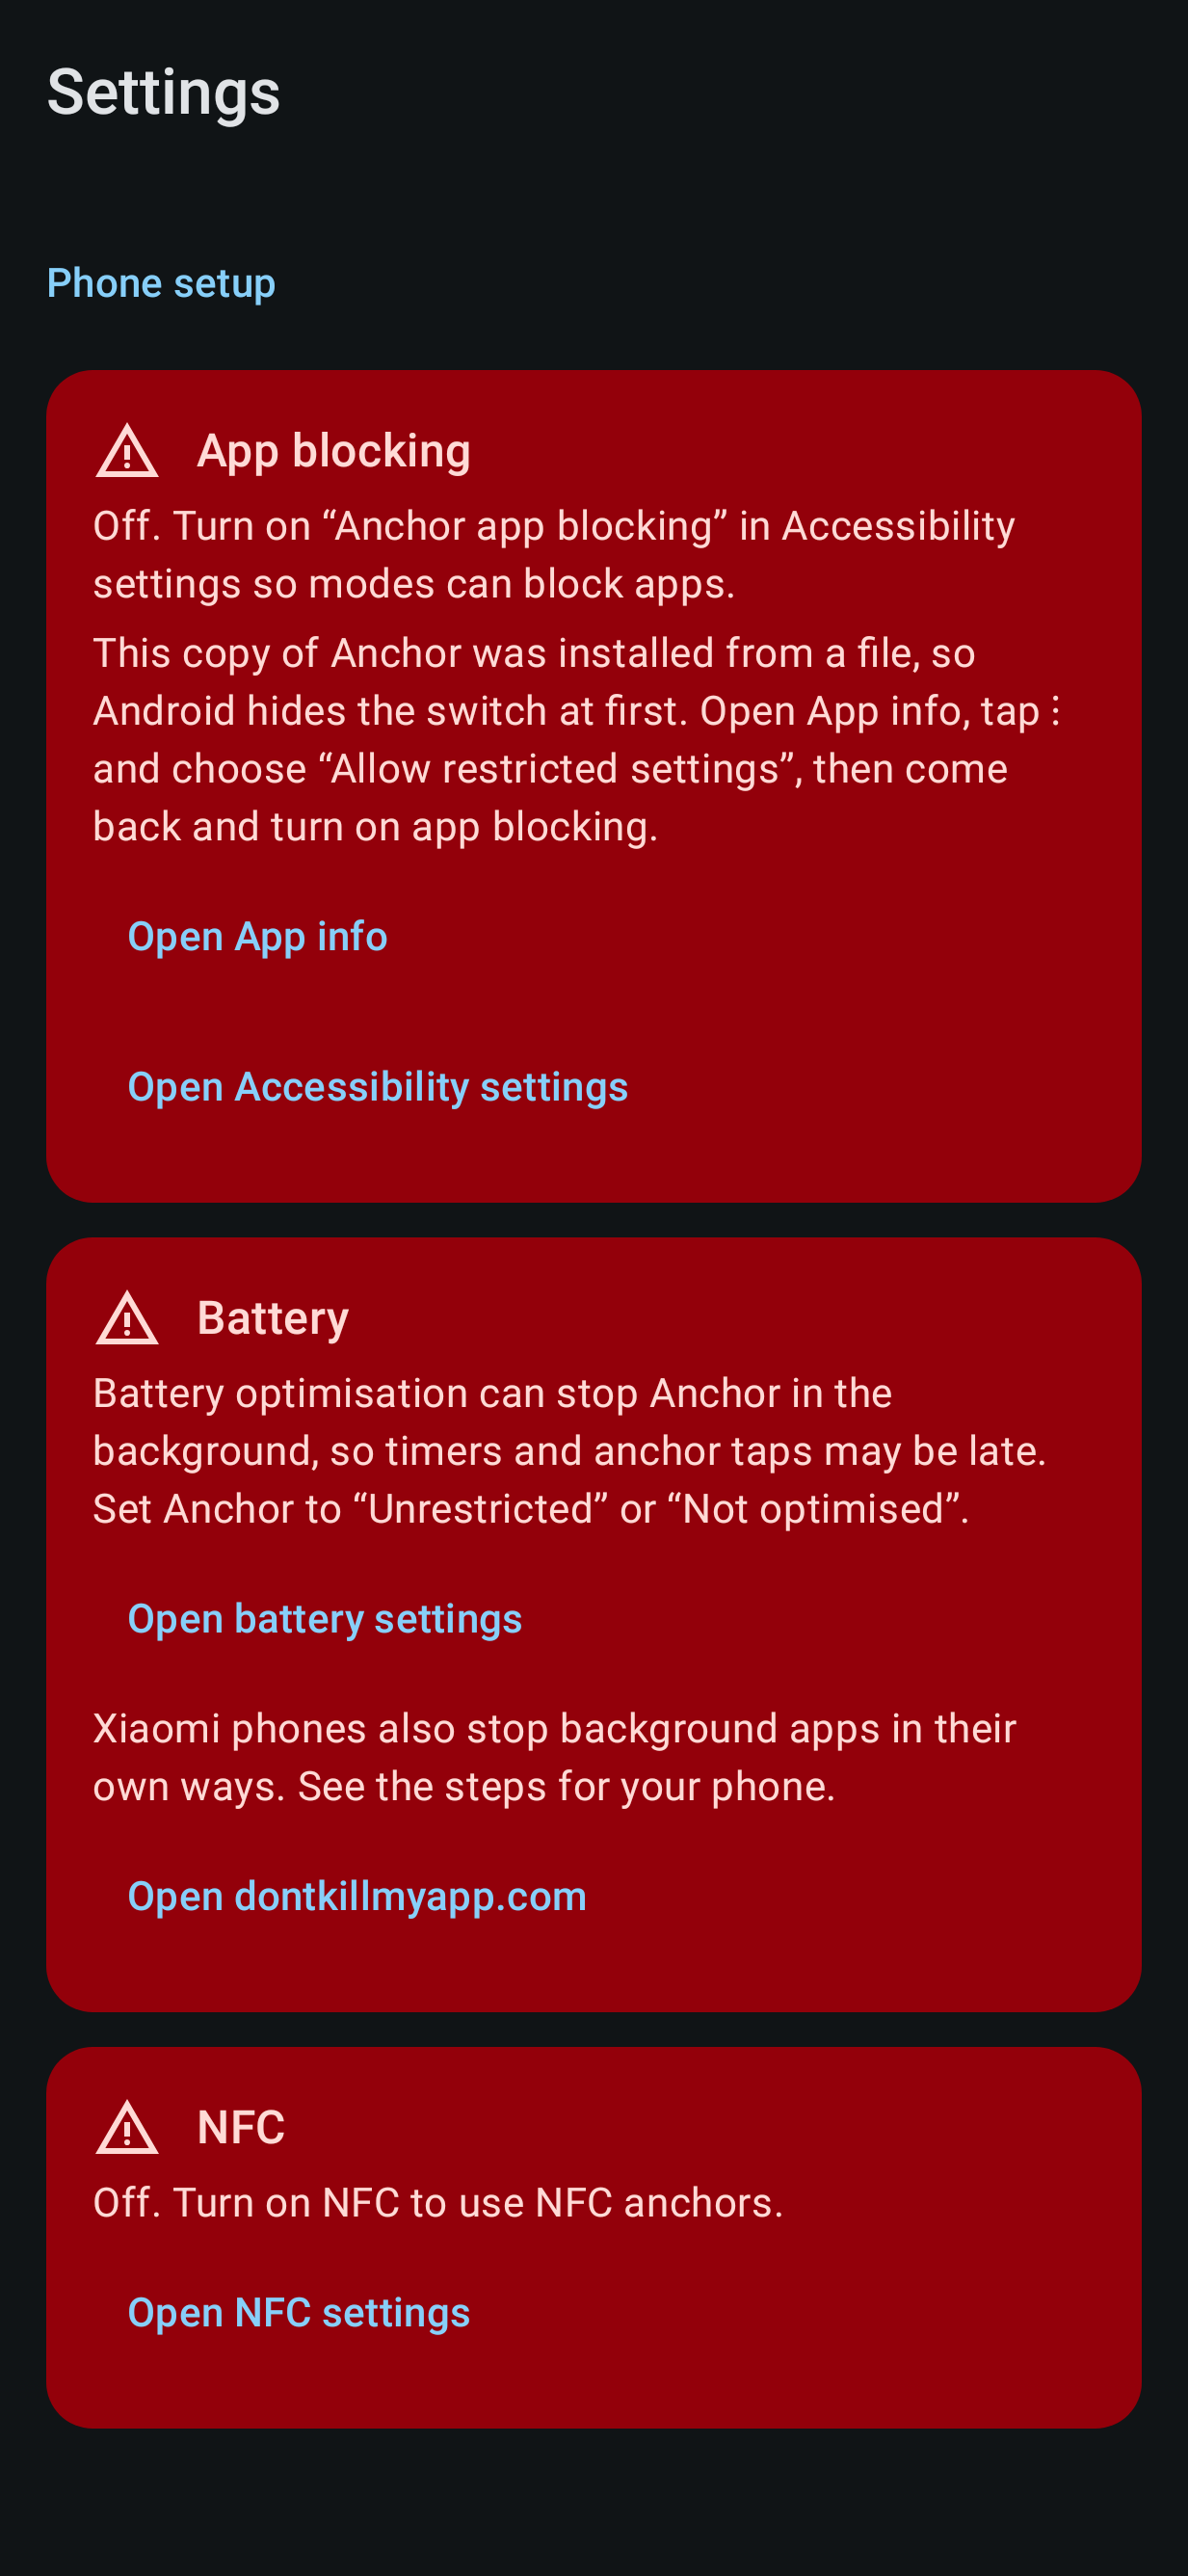 Settings
Phone setup
App blocking
Off. Turn on “Anchor app blocking” in Accessibility
settings so modes can block apps.
This copy of Anchor was installed from a file, so
Android hides the switch at first. Open App info, tap ⋮
and choose “Allow restricted settings”, then come
back and turn on app blocking.
Open App info
Open Accessibility settings
Battery
Battery optimisation can stop Anchor in the
background, so timers and anchor taps may be late.
Set Anchor to “Unrestricted” or “Not optimised”.
Open battery settings
Xiaomi phones also stop background apps in their
own ways. See the steps for your phone.
Open dontkillmyapp.com
NFC
Off. Turn on NFC to use NFC anchors.
Open NFC settings